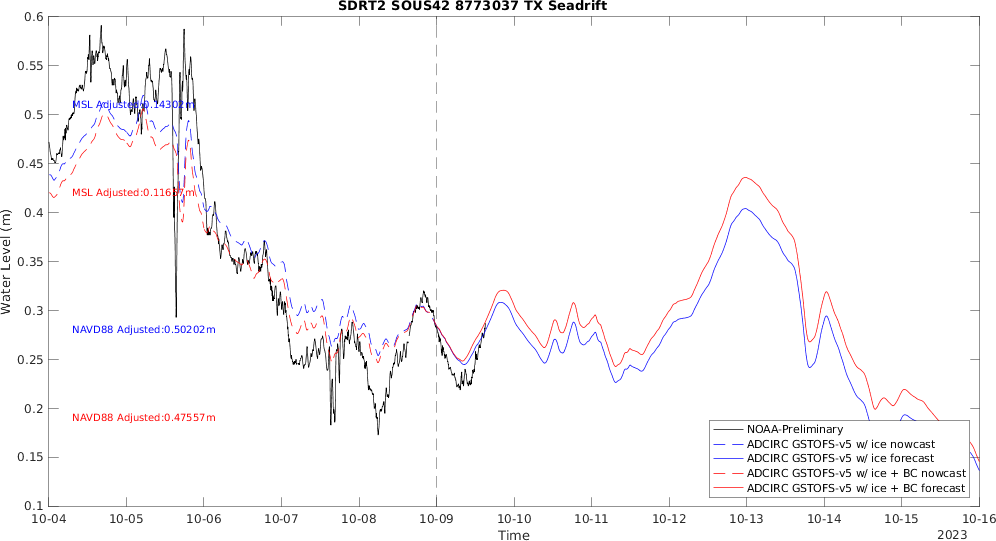 SDRT2 SOUS42 8773037 TX Seadrift
Water Level (m)
0.6
0.55
0.5
0.45
0.4
0.35
0.3
0.25
0.2
0.15
0.1
MSL Adjusted:0.14302m
MSL Adjusted:0.116
NAVD88 Adjusted:0.50202m
NAVD88 Adjusted:0.47557m
NOAA-Preliminary
ADCIRC GSTOFS-v5 w/ ice nowcast
ADCIRC GSTOFS-v5 w/ ice forecast
ADCIRC GSTOFS-v5 w/ ice + BC nowcast
ADCIRC GSTOFS-v5 w/ ice + BC forecast
10-04 10-05 10-06 10-07 10-08 10-09 10-10 10-11 10-12 10-13 10-14 10-15 10-16
Time
2023